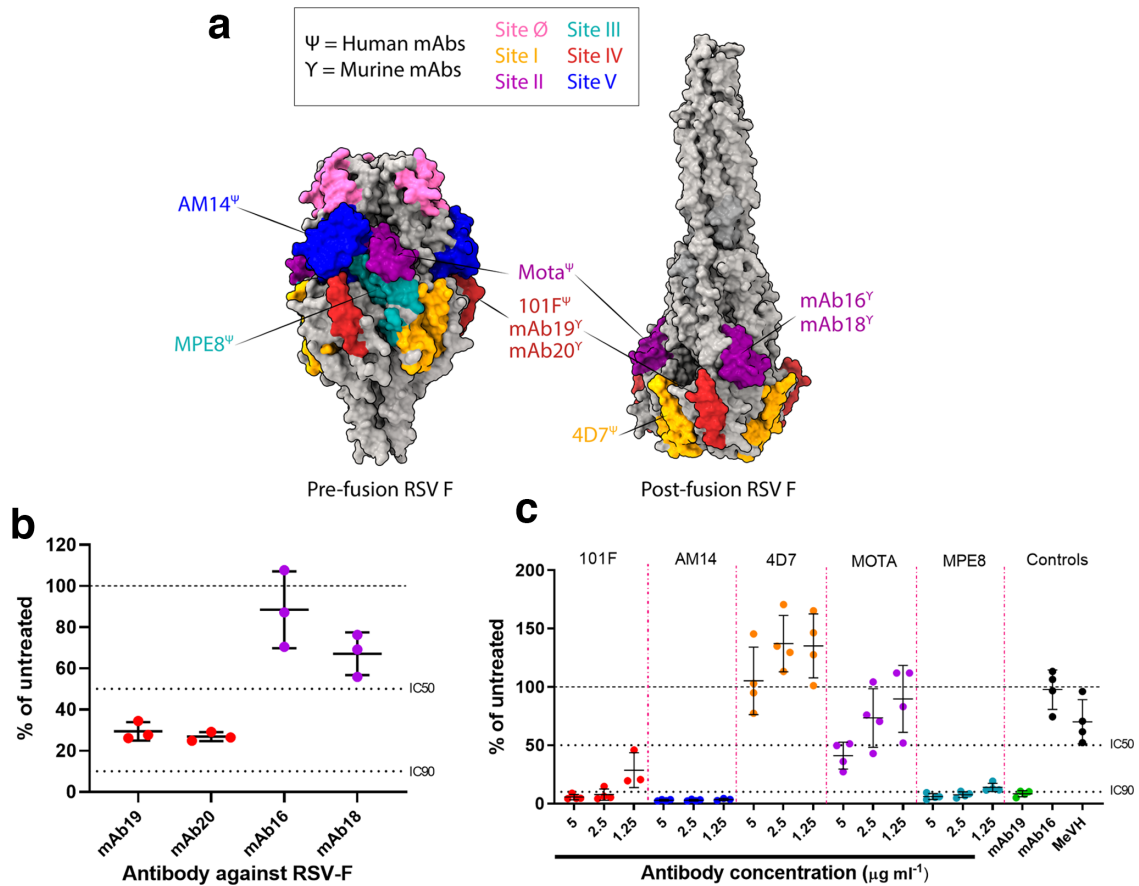 a
Ψ = Human mAbs
ϒ = Murine mAbs
Site Ø
Site III
Site I
Site IV
Site II
Site V
AM14Ψ
MPE8Ψ
Motaψ
101FΨ
mAb19ϒ
mAb20ϒ
mAb16ϒ
mAb18ϒ
4D7Ψ
Pre-fusion RSV F
Post-fusion RSV F
b
% of untreated
120
100
80
60
40
20
0
IC50
IC90
mAb19
mAb20
mAb16
mAb18
Antibody against RSV-F
c
101F
AM14
4D7
MOTA
MPE8
Controls
% of untreated
200
150
100
50
0
IC50
IC90
5
2.5
1.25
5
2.5
1.25
5
2.5
1.25
5
2.5
1.25
5
2.5
1.25
mAb19
mAb16
MeVH
Antibody concentration (μg ml-1)